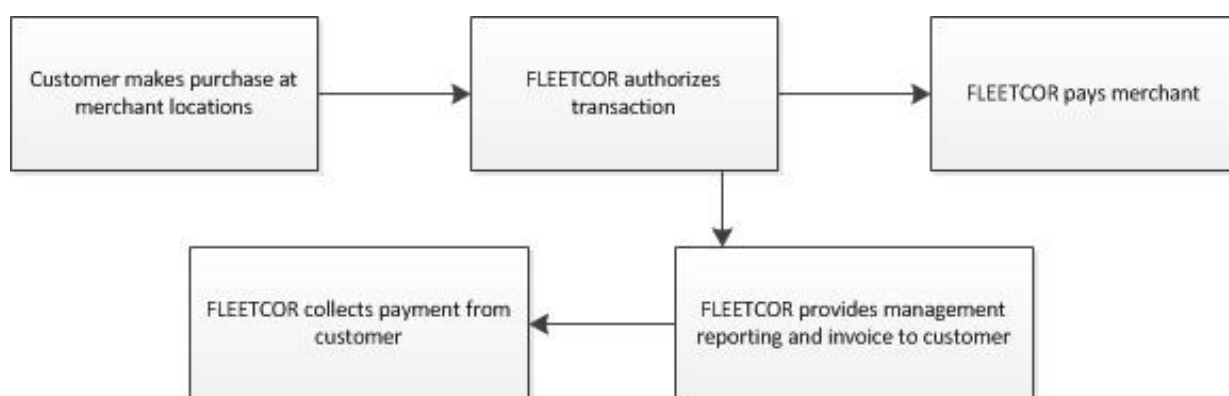 Customer makes purchase at
merchant locations
FLEETCOR authorizes
transaction
FLEETCOR pays merchant
FLEETCOR collects payment from
customer
FLEETCOR provides management
reporting and invoice to customer